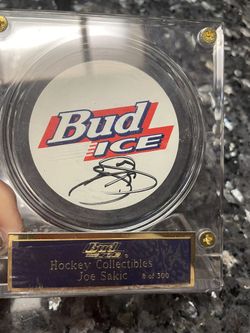 Bud
ICE
Hockey Collectibles
Joe Sakic 8 of 300